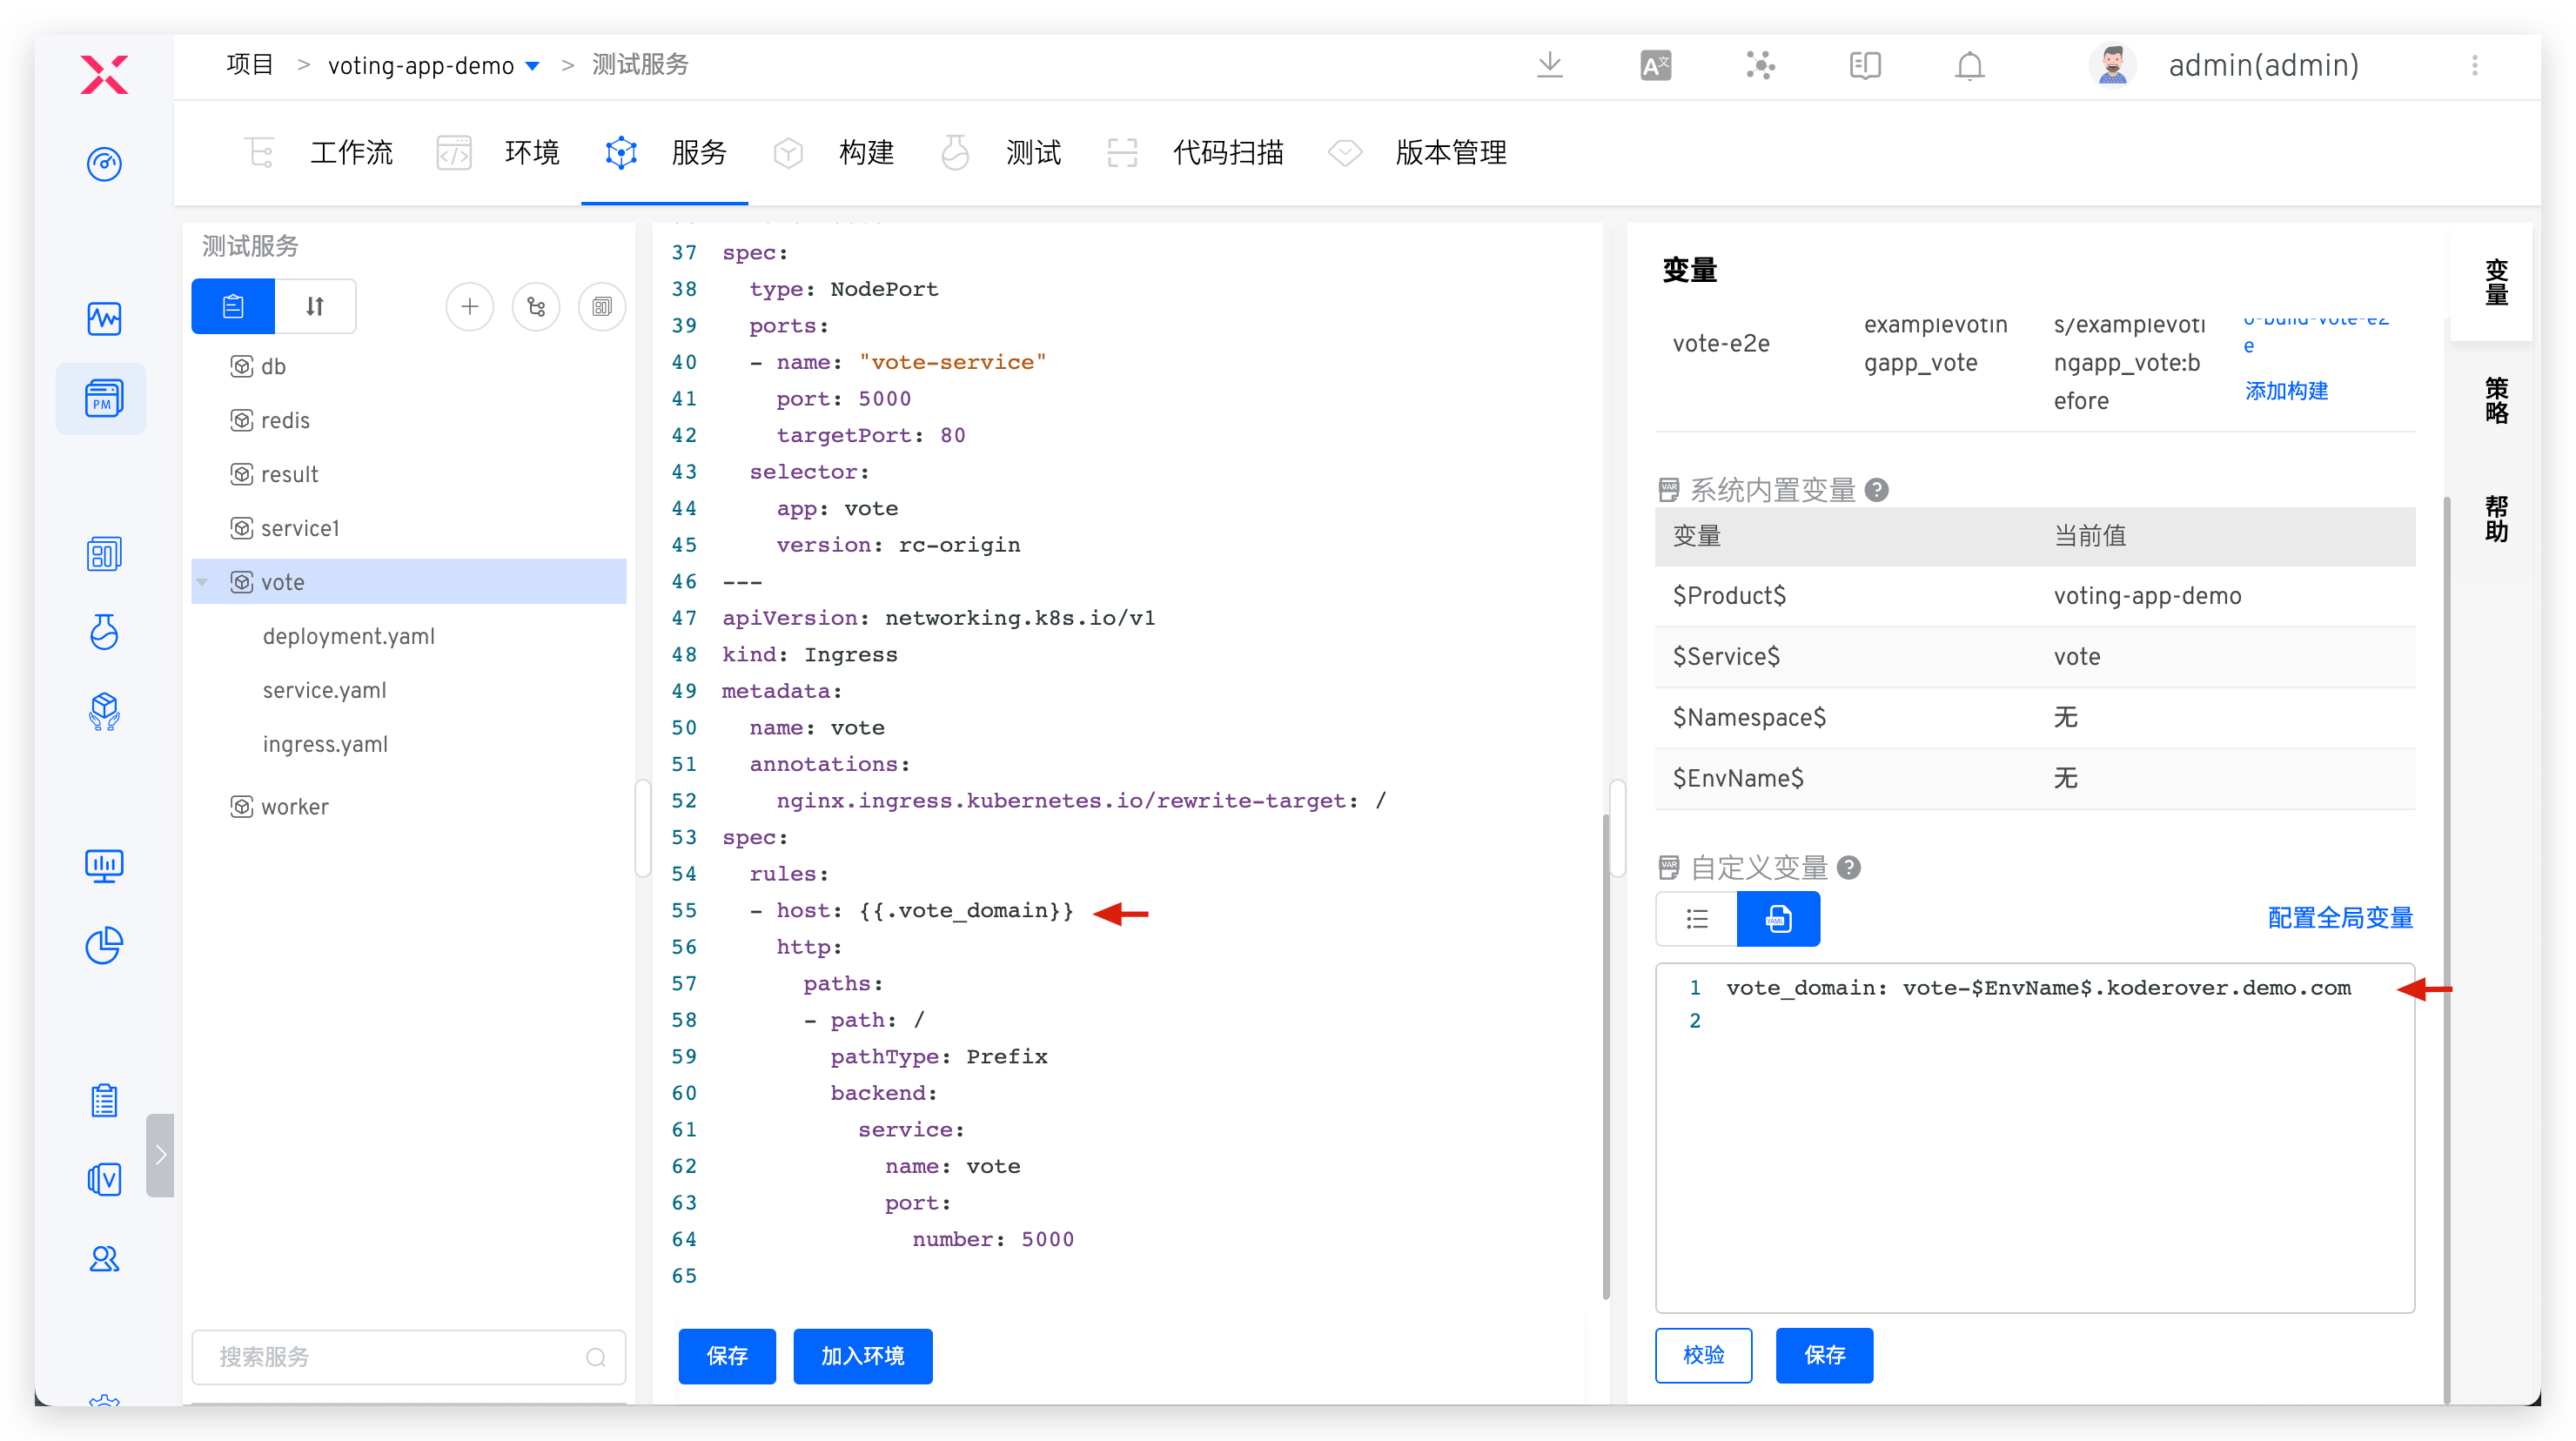 项目 > voting-app-demo > 测试服务
admin(admin)
工作流 环境 服务 构建 测试 代码扫描 版本管理
测试服务
db
redis
result
service1
vote
deployment.yaml
service.yaml
ingress.yaml
worker
搜索服务
PM
V
37 spec:
38   type: NodePort
39   ports:
40   - name: "vote-service"
41     port: 5000
42     targetPort: 80
43   selector:
44     app: vote
45     version: rc-origin
46 ---
47 apiVersion: networking.k8s.io/v1
48 kind: Ingress
49 metadata:
50   name: vote
51   annotations:
52     nginx.ingress.kubernetes.io/rewrite-target: /
53 spec:
54   rules:
55   - host: {{.vote_domain}}
56     http:
57       paths:
58       - path: /
59         pathType: Prefix
60         backend:
61           service:
62             name: vote
63             port:
64               number: 5000
65
保存 加入环境
变量
vote-e2e
examplevotin
gapp_vote
s/examplevoti
ngapp_vote:b
efore
o-build-vote-e2
e
添加构建
系统内置变量
变量 当前值
$Product$ voting-app-demo
$Service$ vote
$Namespace$ 无
$EnvName$ 无
自定义变量
配置全局变量
1 vote_domain: vote-$EnvName$.koderover.demo.com
2
校验 保存
变量
策略
帮助